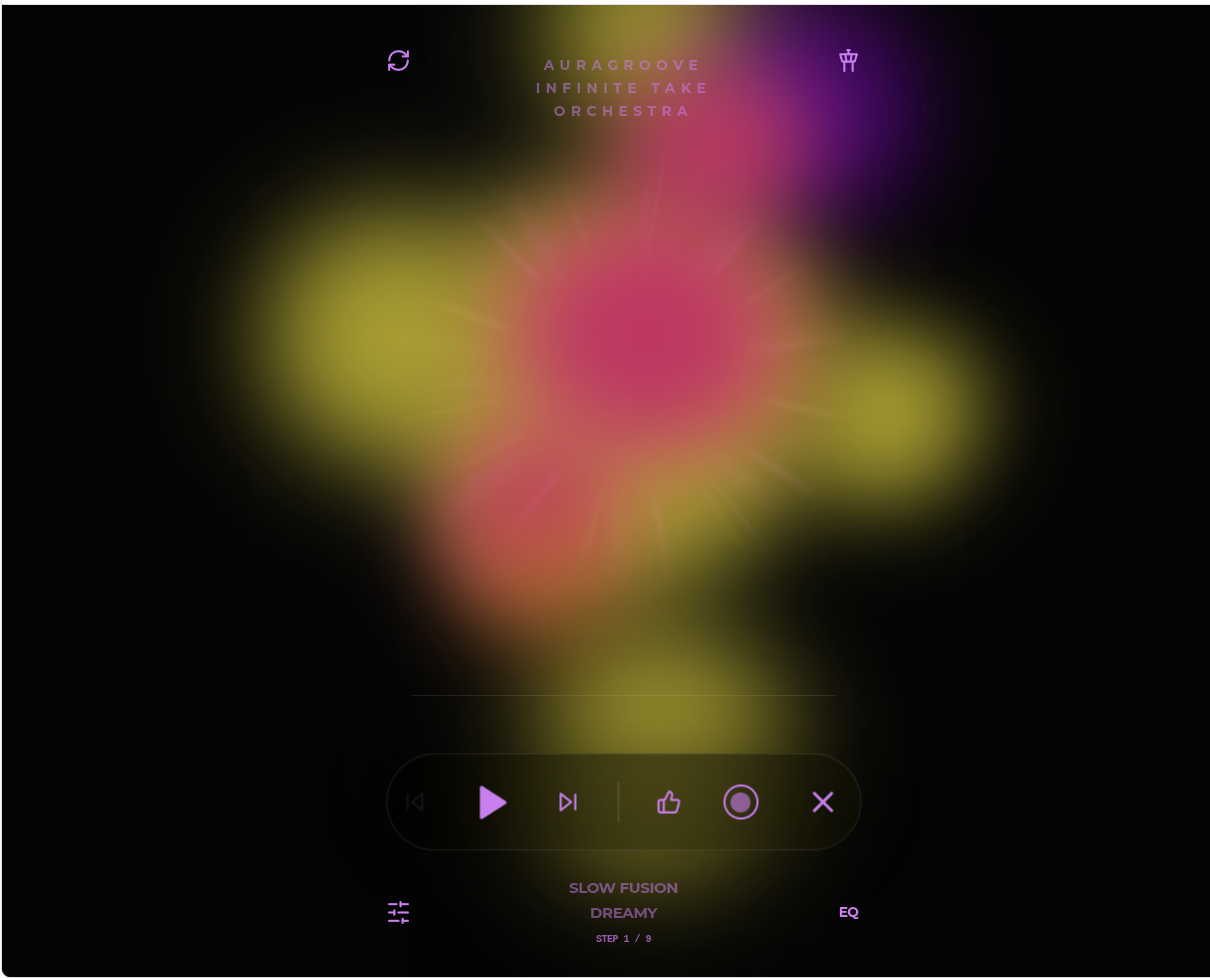 AURAGROOVE
INFINITE TAKE
ORCHESTRA
SLOW FUSION
DREAMY
EQ
STEP 1 / 9